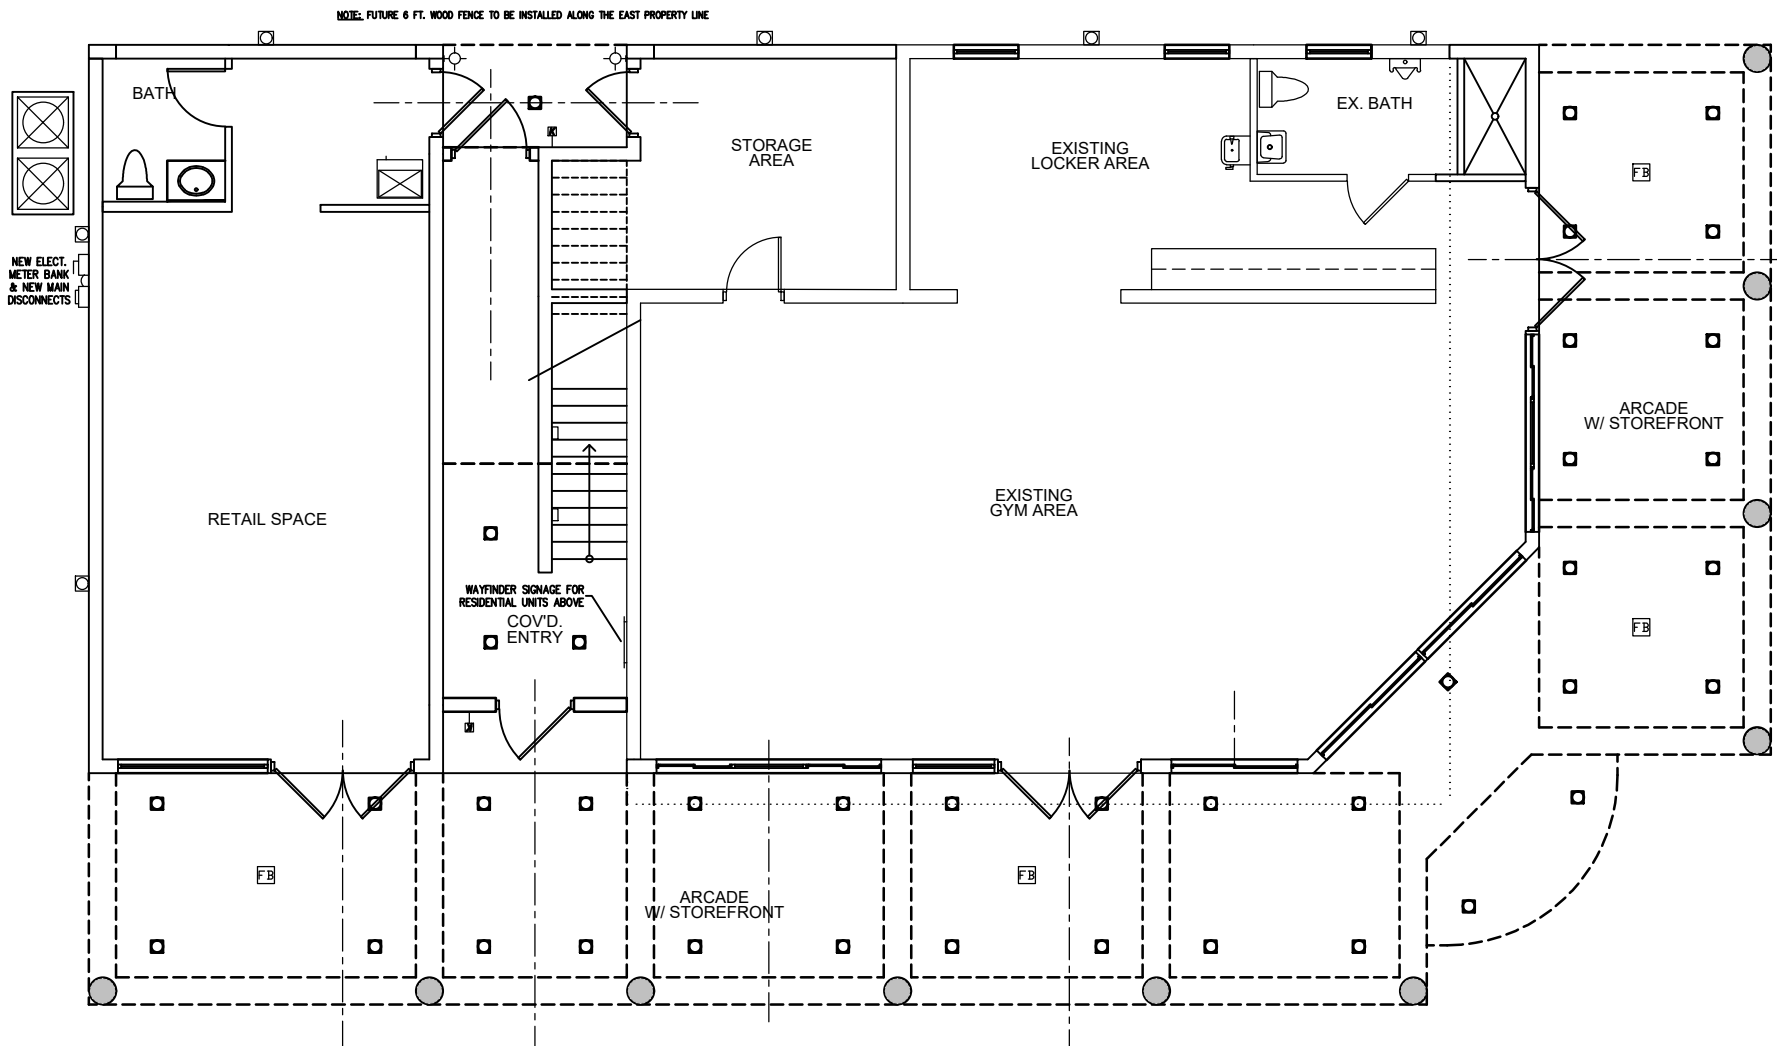 NOTE: FUTURE 6 FT. WOOD FENCE TO BE INSTALLED ALONG THE EAST PROPERTY LINE
BATH
STORAGE
AREA
EXISTING
LOCKER AREA
EX. BATH
FB
NEW ELECT.
METER BANK
& NEW MAIN
DISCONNECTS
ARCADE
W/ STOREFRONT
RETAIL SPACE
EXISTING
GYM AREA
WAYFINDER SIGNAGE FOR
RESIDENTIAL UNITS ABOVE
COV'D.
ENTRY
FB
FB
FB
ARCADE
W/ STOREFRONT